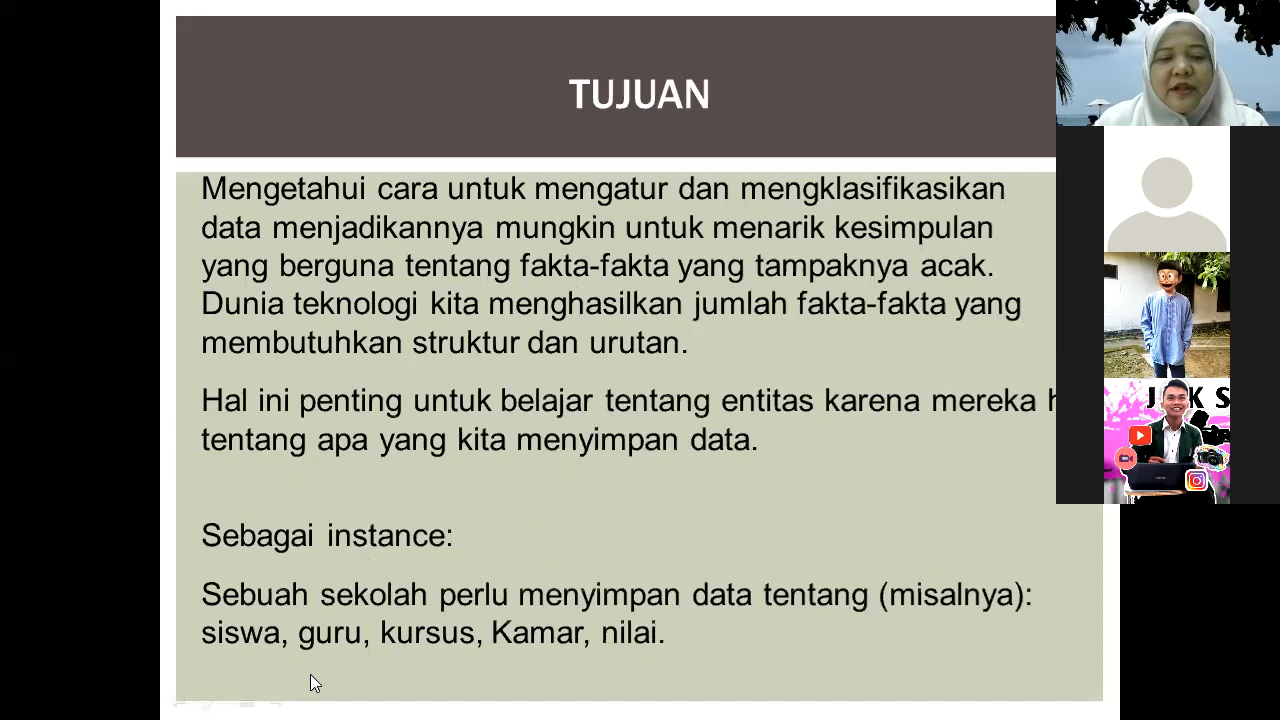 TUJUAN
Mengetahui cara untuk mengatur dan mengklasifikasikan
data menjadikannya mungkin untuk menarik kesimpulan
yang berguna tentang fakta-fakta yang tampaknya acak.
Dunia teknologi kita menghasilkan jumlah fakta-fakta yang
membutuhkan struktur dan urutan.
Hal ini penting untuk belajar tentang entitas karena mereka
tentang apa yang kita menyimpan data.
Sebagai instance:
Sebuah sekolah perlu menyimpan data tentang (misalnya):
siswa, guru, kursus, Kamar, nilai.